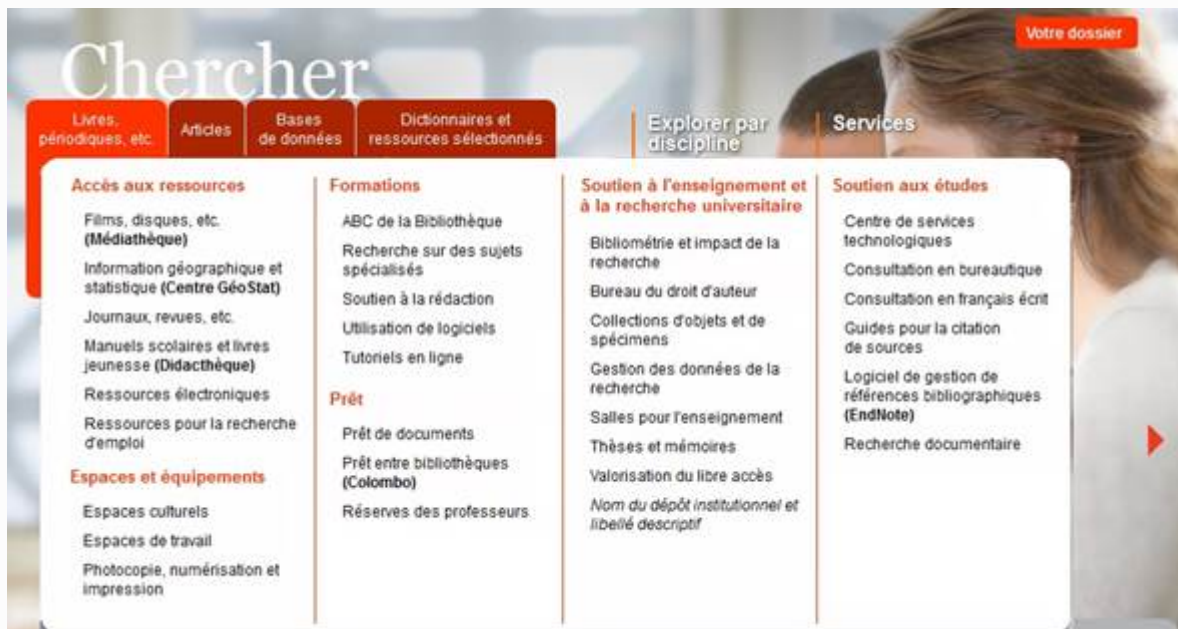 Votre dossier
Chercher
Livres,
périodiques, etc.
Articles
Bases
de données
Dictionnaires et
ressources sélectionnés
Explorer par
discipline
Services
Accès aux ressources
Films, disques, etc.
(Médiathèque)
Information géographique et
statistique (Centre GéoStat)
Journaux, revues, etc.
Manuels scolaires et livres
jeunesse (Didacthèque)
Ressources électroniques
Ressources pour la recherche
d'emploi
Espaces et équipements
Espaces culturels
Espaces de travail
Photocopie, numérisation et
impression
Formations
ABC de la Bibliothèque
Recherche sur des sujets
spécialisés
Soutien à la rédaction
Utilisation de logiciels
Tutoriels en ligne
Prêt
Prêt de documents
Prêt entre bibliothèques
(Colombo)
Réserves des professeurs
Soutien à l'enseignement et
à la recherche universitaire
Bibliométrie et impact de la
recherche
Bureau du droit d'auteur
Collections d'objets et de
spécimens
Gestion des données de la
recherche
Salles pour l'enseignement
Thèses et mémoires
Valorisation du libre accès
Nom du dépôt institutionnel et
libellé descriptif
Soutien aux études
Centre de services
technologiques
Consultation en bureautique
Consultation en français écrit
Guides pour la citation
de sources
Logiciel de gestion de
références bibliographiques
(EndNote)
Recherche documentaire